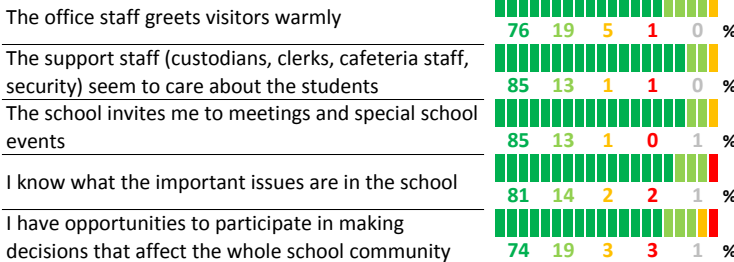 The office staff greets visitors warmly
76 19 5 1 0 %
The support staff (custodians, clerks, cafeteria staff,
security) seem to care about the students
85 13 1 1 0 %
The school invites me to meetings and special school
events
85 13 1 0 1 %
I know what the important issues are in the school
81 14 2 2 1 %
I have opportunities to participate in making
decisions that affect the whole school community
74 19 3 3 1 %